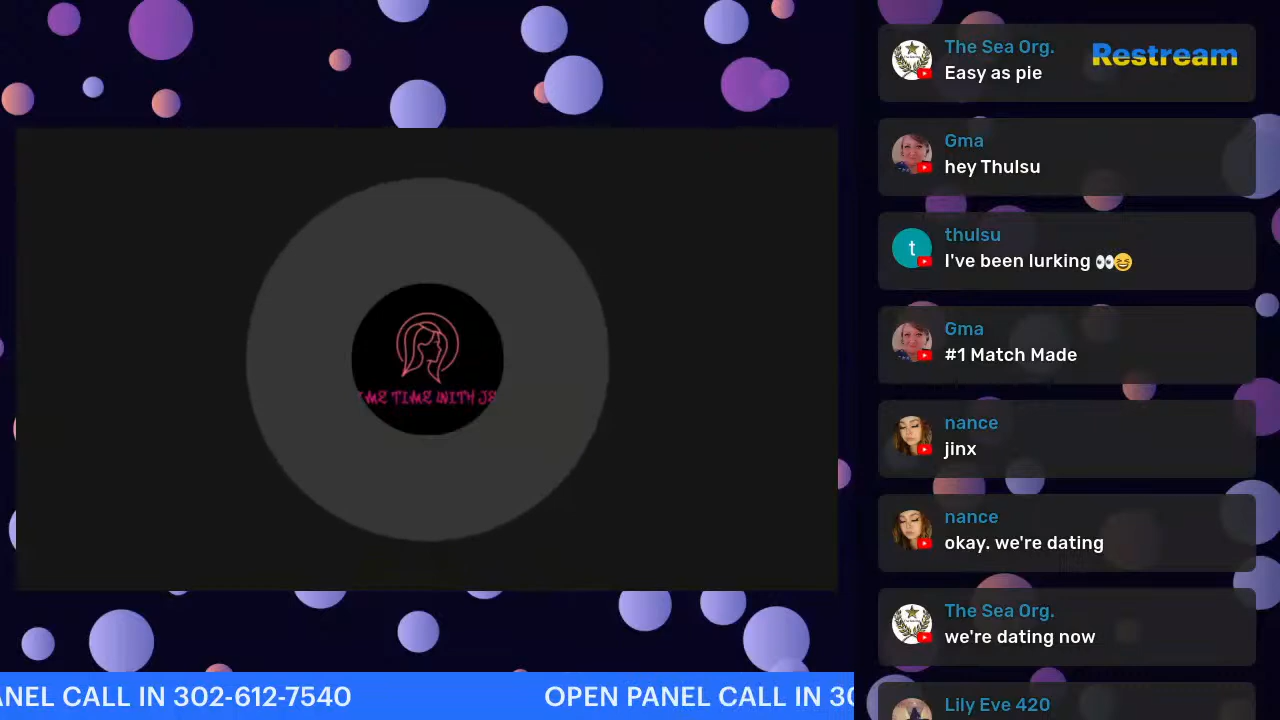 The Sea Org.
Easy as pie
Restream
Gma
hey Thulsu
t
thulsu
I've been lurking 👀😆
Gma
#1 Match Made
nance
jinx
nance
okay. we're dating
The Sea Org.
we're dating now
Lily Eve 420
TIME WITH
CALL IN 302-612-7540
OPEN PANEL CALL IN